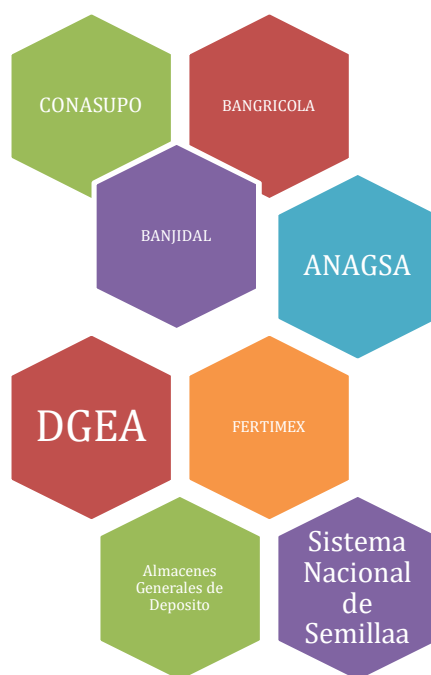 CONASUPO
BANGRICOLA
BANJIDAL
ANAGSA
DGEA
FERTIMEX
Almacenes
Generales de
Deposito
Sistema
Nacional
de
Semillaa